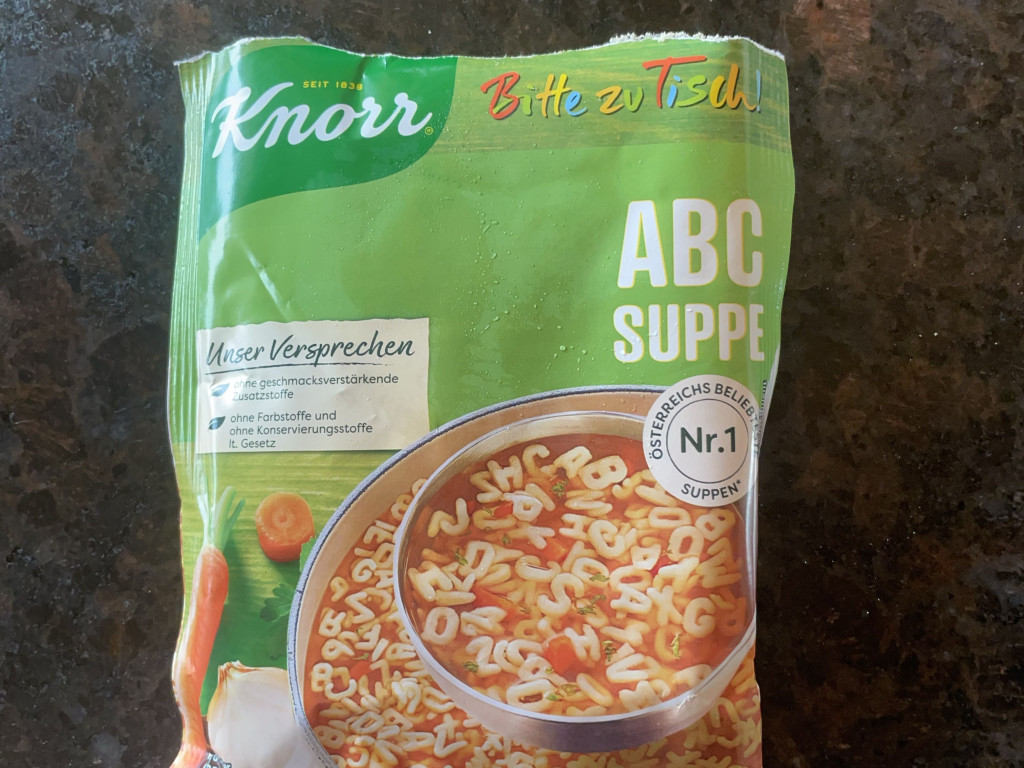 SEIT 1838
Knorr
Bitte zu Tisch!
ABC
SUPPE
Unser Versprechen
ohne geschmacksverstärkende
Zusatzstoffe
ohne Farbstoffe und
ohne Konservierungsstoffe
lt. Gesetz
ÖSTERREICHS
Nr.1
SUPPEN*